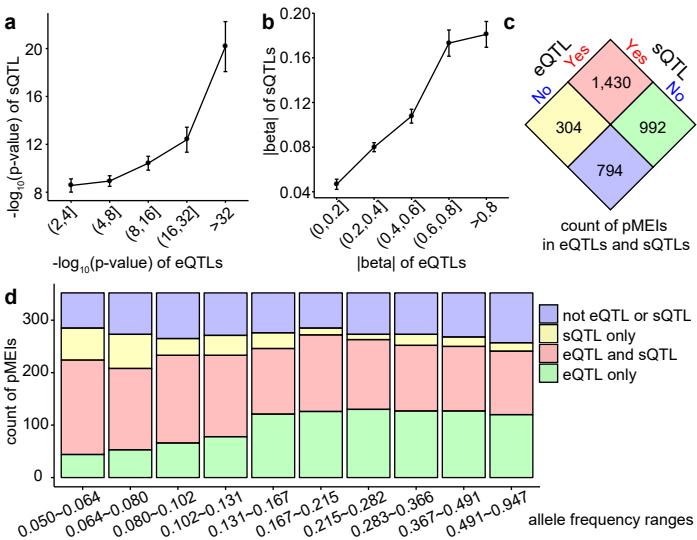 a
-log10(p-value) of sQTL
20
16
12
8
(2,4]
(4,8]
(8,16]
(16,32]
>32
-log10(p-value) of eQTLs
b
|beta| of sQTLs
0.20
0.16
0.12
0.08
0.04
(0,0.2]
(0.2,0.4]
(0.4,0.6]
(0.6,0.8]
>0.8
|beta| of eQTLs
c
eQTL
sQTL
Yes
Yes
No
No
1,430
304
992
794
count of pMEIs
in eQTLs and sQTLs
d
count of pMEIs
300
200
100
0
0.050~0.064
0.064~0.080
0.080~0.102
0.102~0.131
0.131~0.167
0.167~0.215
0.215~0.282
0.283~0.366
0.367~0.491
0.491~0.947
allele frequency ranges
not eQTL or sQTL
sQTL only
eQTL and sQTL
eQTL only